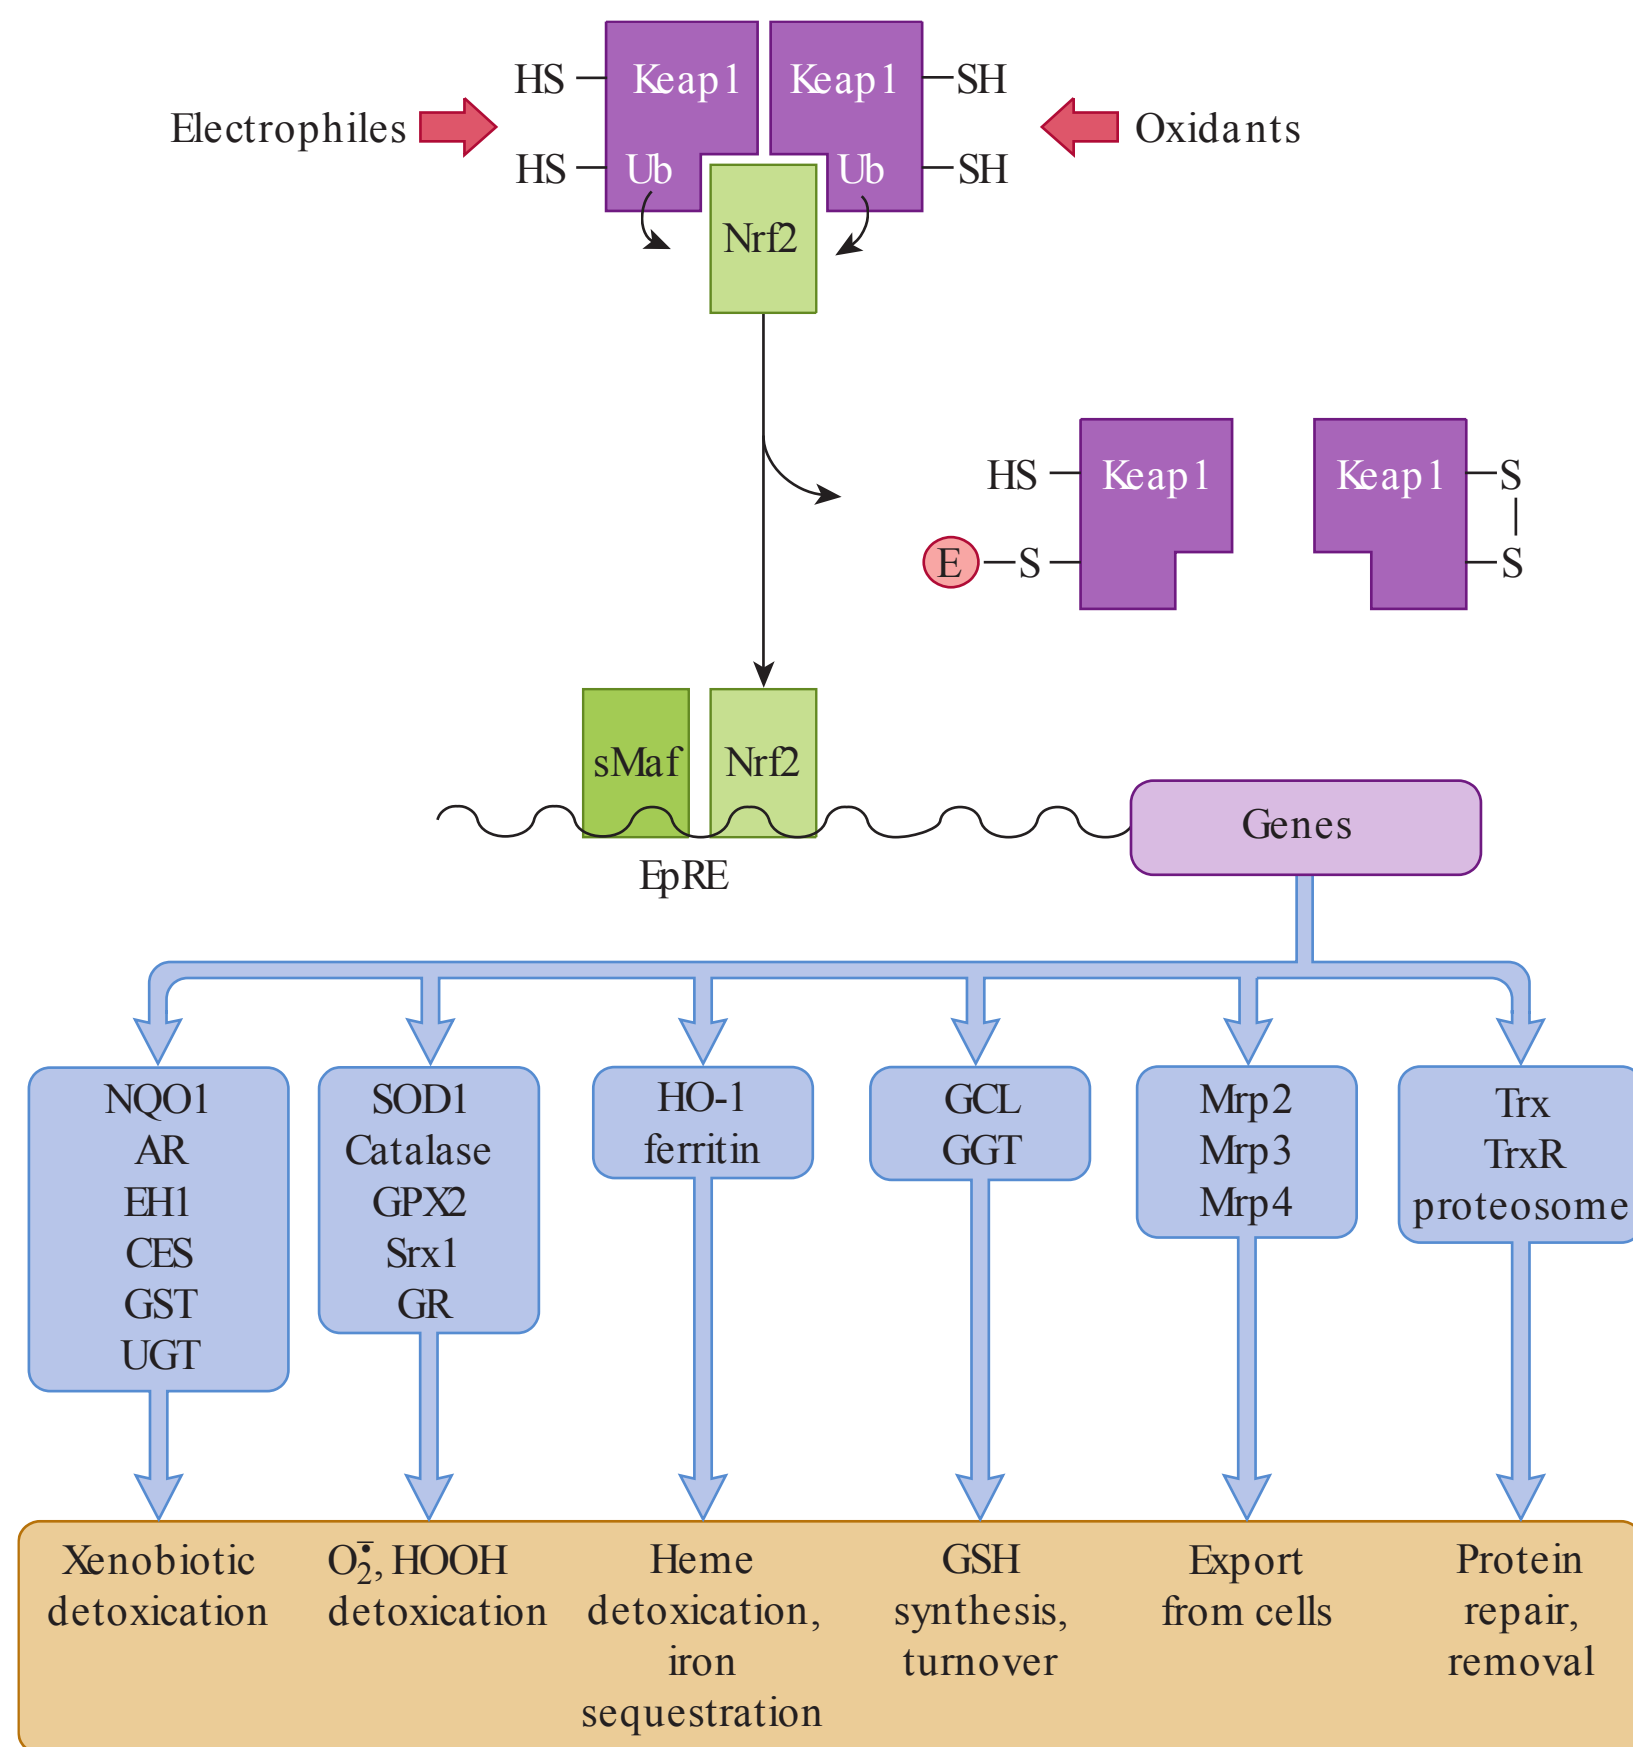 HS
Keap1
Keap1
SH
Electrophiles
Oxidants
HS
Ub
Ub
SH
Nrf2
HS
Keap1
Keap1
S
E
S
S
sMaf
Nrf2
Genes
EpRE
NQO1
AR
EH1
CES
GST
UGT
SOD1
Catalase
GPX2
Srx1
GR
HO-1
ferritin
GCL
GGT
Mrp2
Mrp3
Mrp4
Trx
TrxR
proteosome
Xenobiotic
detoxication
O₂•̄, HOOH
detoxication
Heme
detoxication,
iron
sequestration
GSH
synthesis,
turnover
Export
from cells
Protein
repair,
removal